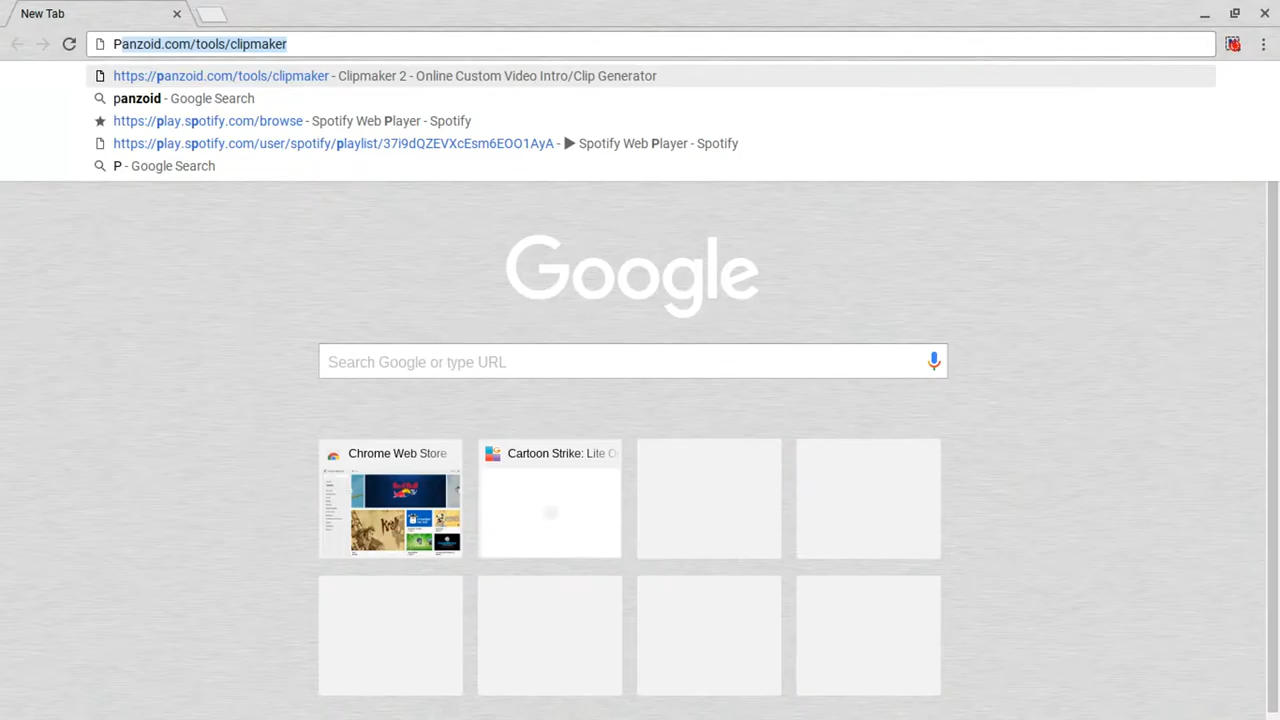 New Tab
Panzoid.com/tools/clipmaker
https://panzoid.com/tools/clipmaker - Clipmaker 2 - Online Custom Video Intro/Clip Generator
panzoid - Google Search
https://play.spotify.com/browse - Spotify Web Player - Spotify
https://play.spotify.com/user/spotify/playlist/37i9dQZEVXcEsm6EOO1AyA - ▶ Spotify Web Player - Spotify
P - Google Search
Google
Search Google or type URL
Chrome Web Store
Cartoon Strike: Lite O